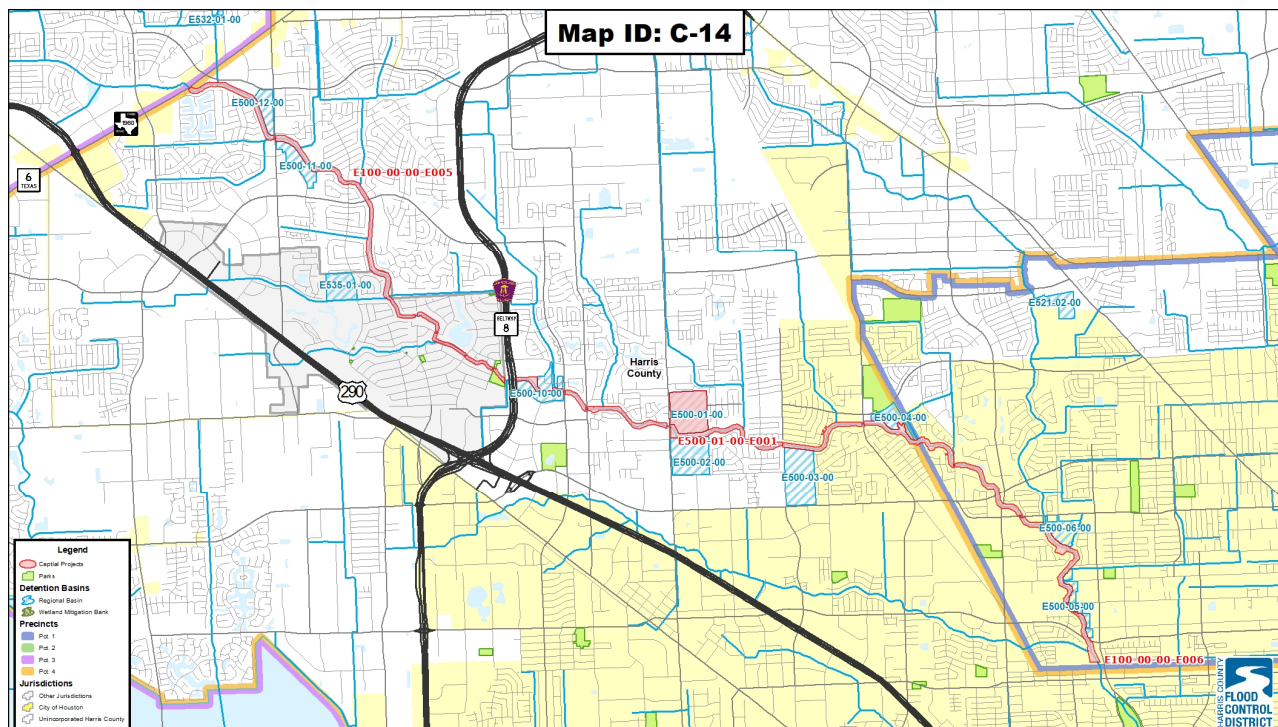 Map ID: C-14
E532-01-00
E500-12-00
1960
6
TEXAS
E500-11-00
E100-00-00-E005
E535-01-00
BELTWAY
8
E521-02-00
Harris
County
290
E500-10-00
E500-01-00
E500-04-00
E500-01-00-E001
E500-02-00
E500-03-00
E500-06-00
E500-05-00
E100-00-00-E006
Legend
Captial Projects
Parks
Detention Basins
Regional Basin
Wetland Mitigation Bank
Precincts
Pct. 1
Pct. 2
Pct. 3
Pct. 4
Jurisdictions
Other Jurisdictions
City of Houston
Unincorporated Harris County
HARRIS COUNTY
FLOOD
CONTROL
DISTRICT